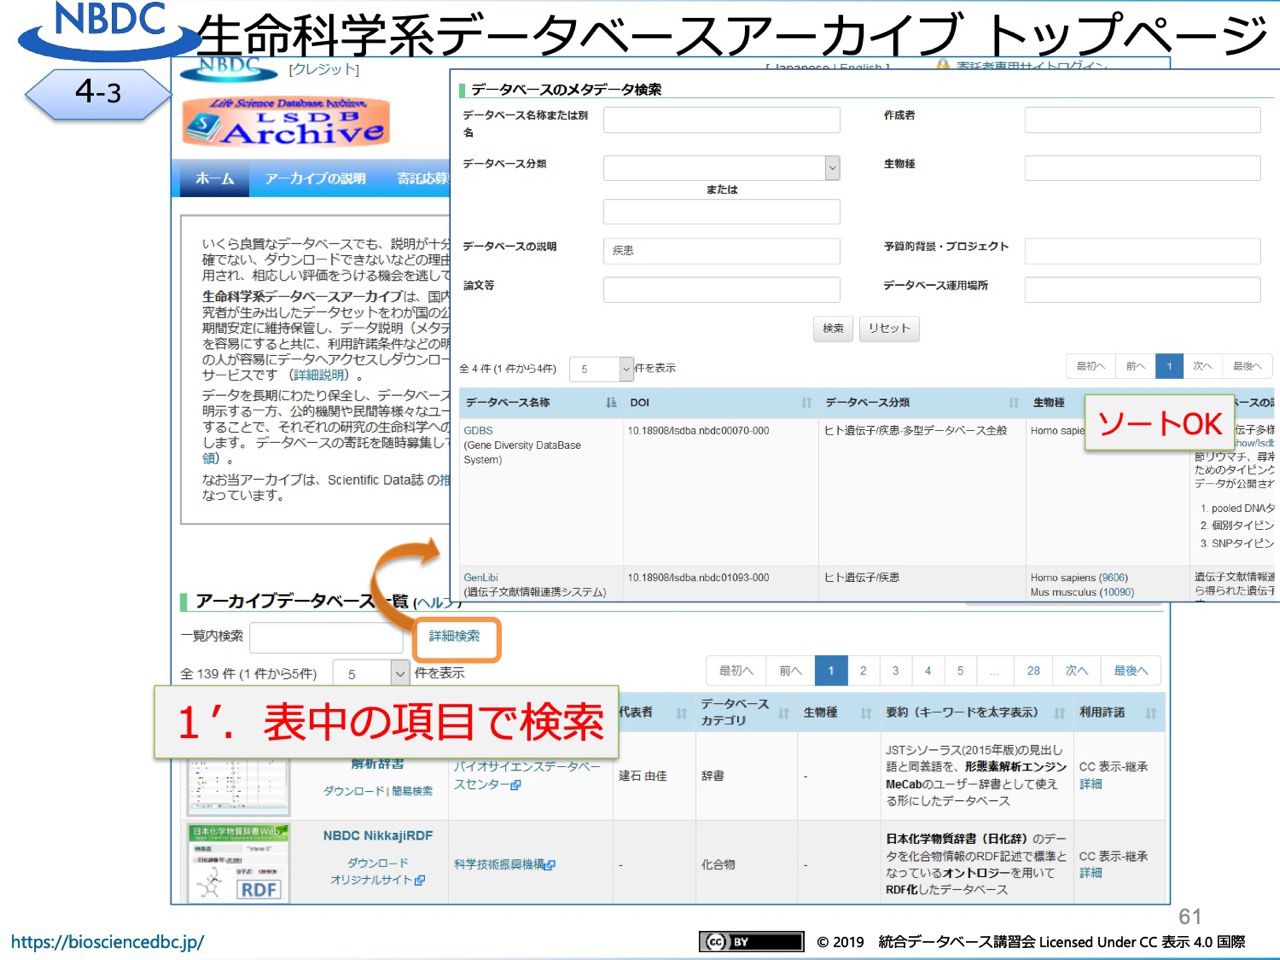 NBDC
生命科学系データベースアーカイブ トップページ
4-3
NBDC
[クレジット]
[ Japanese | English ]
寄託者専用サイトログイン
Life Science Database Archive
LSDB
Archive
ホーム
アーカイブの説明
寄託応募
いくら良質なデータベースでも、説明が十分
確でない、ダウンロードできないなどの理由
用され、相応しい評価をうける機会を逃して
生命科学系データベースアーカイブは、国内
究者が生み出したデータセットをわが国の公
期間安定に維持保管し、データ説明（メタデ
を容易にすると共に、利用許諾条件などの明
の人が容易にデータへアクセスしダウンロー
サービスです （詳細説明）。
データを長期にわたり保全し、データベース
明示する一方、公的機関や民間等様々なユー
することで、それぞれの研究の生命科学への
します。 データベースの寄託を随時募集して
領）。
なお当アーカイブは、Scientific Data誌 の推
なっています。
データベースのメタデータ検索
データベース名称または別
名
作成者
データベース分類
生物種
または
データベースの説明
疾患
予算的背景・プロジェクト
論文等
データベース運用場所
検索
リセット
全 4 件 (1 件から4件)
5
件を表示
最初へ
前へ
1
次へ
最後へ
データベース名称
DOI
データベース分類
生物種
ースの説
ソートOK
GDBS
(Gene Diversity DataBase
System)
10.18908/lsdba.nbdc00070-000
ヒト遺伝子/疾患-多型データベース全般
Homo sapie
伝子多様
show/lsdb
節リウマチ、尋常
ためのタイピング
データが公開され
1. pooled DNAタ
2. 個別タイピン
3 SNPタイピン
GenLibi
(遺伝子文献情報連携システム)
10.18908/lsdba.nbdc01093-000
ヒト遺伝子/疾患
Homo sapiens (9606)
Mus musculus (10090)
遺伝子文献情報連
ら得られた遺伝子
アーカイブデータベース一覧 (ヘルプ)
一覧内検索
詳細検索
全 139 件 (1 件から5件)
5
件を表示
最初へ
前へ
1
2
3
4
5
...
28
次へ
最後へ
1’．表中の項目で検索
代表者
データベース
カテゴリ
生物種
要約（キーワードを太字表示）
利用許諾
解析辞書
ダウンロード | 簡易検索
バイオサイエンスデータベー
スセンター
建石 由佳
辞書
-
JSTシソーラス(2015年版)の見出し
語と同義語を、形態素解析エンジン
MeCabのユーザー辞書として使え
る形にしたデータベース
CC 表示-継承
詳細
日本化学物質辞書Web
RDF
NBDC NikkajiRDF
ダウンロード
オリジナルサイト
科学技術振興機構
-
化合物
-
日本化学物質辞書（日化辞）のデー
タを化合物情報のRDF記述で標準と
なっているオントロジーを用いて
RDF化したデータベース
CC 表示-継承
詳細
61
https://biosciencedbc.jp/
cc BY
© 2019 統合データベース講習会 Licensed Under CC 表示 4.0 国際